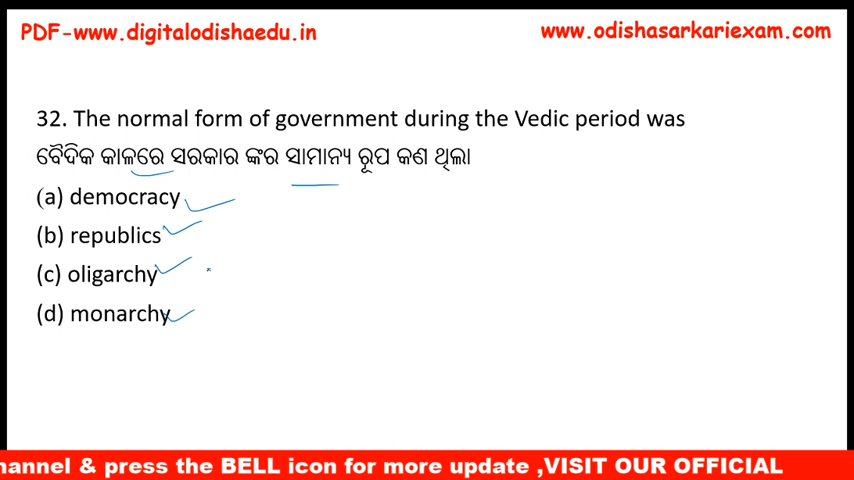 PDF-www.digitalodishaedu.in
www.odishasarkariexam.com
32. The normal form of government during the Vedic period was
ବୈଦିକ କାଳରେ ସରକାର ଙ୍କର ସାମାନ୍ୟ ରୂପ କଣ ଥିଲା
(a) democracy
(b) republics
(c) oligarchy
(d) monarchy
hannel & press the BELL icon for more update ,VISIT OUR OFFICIAL